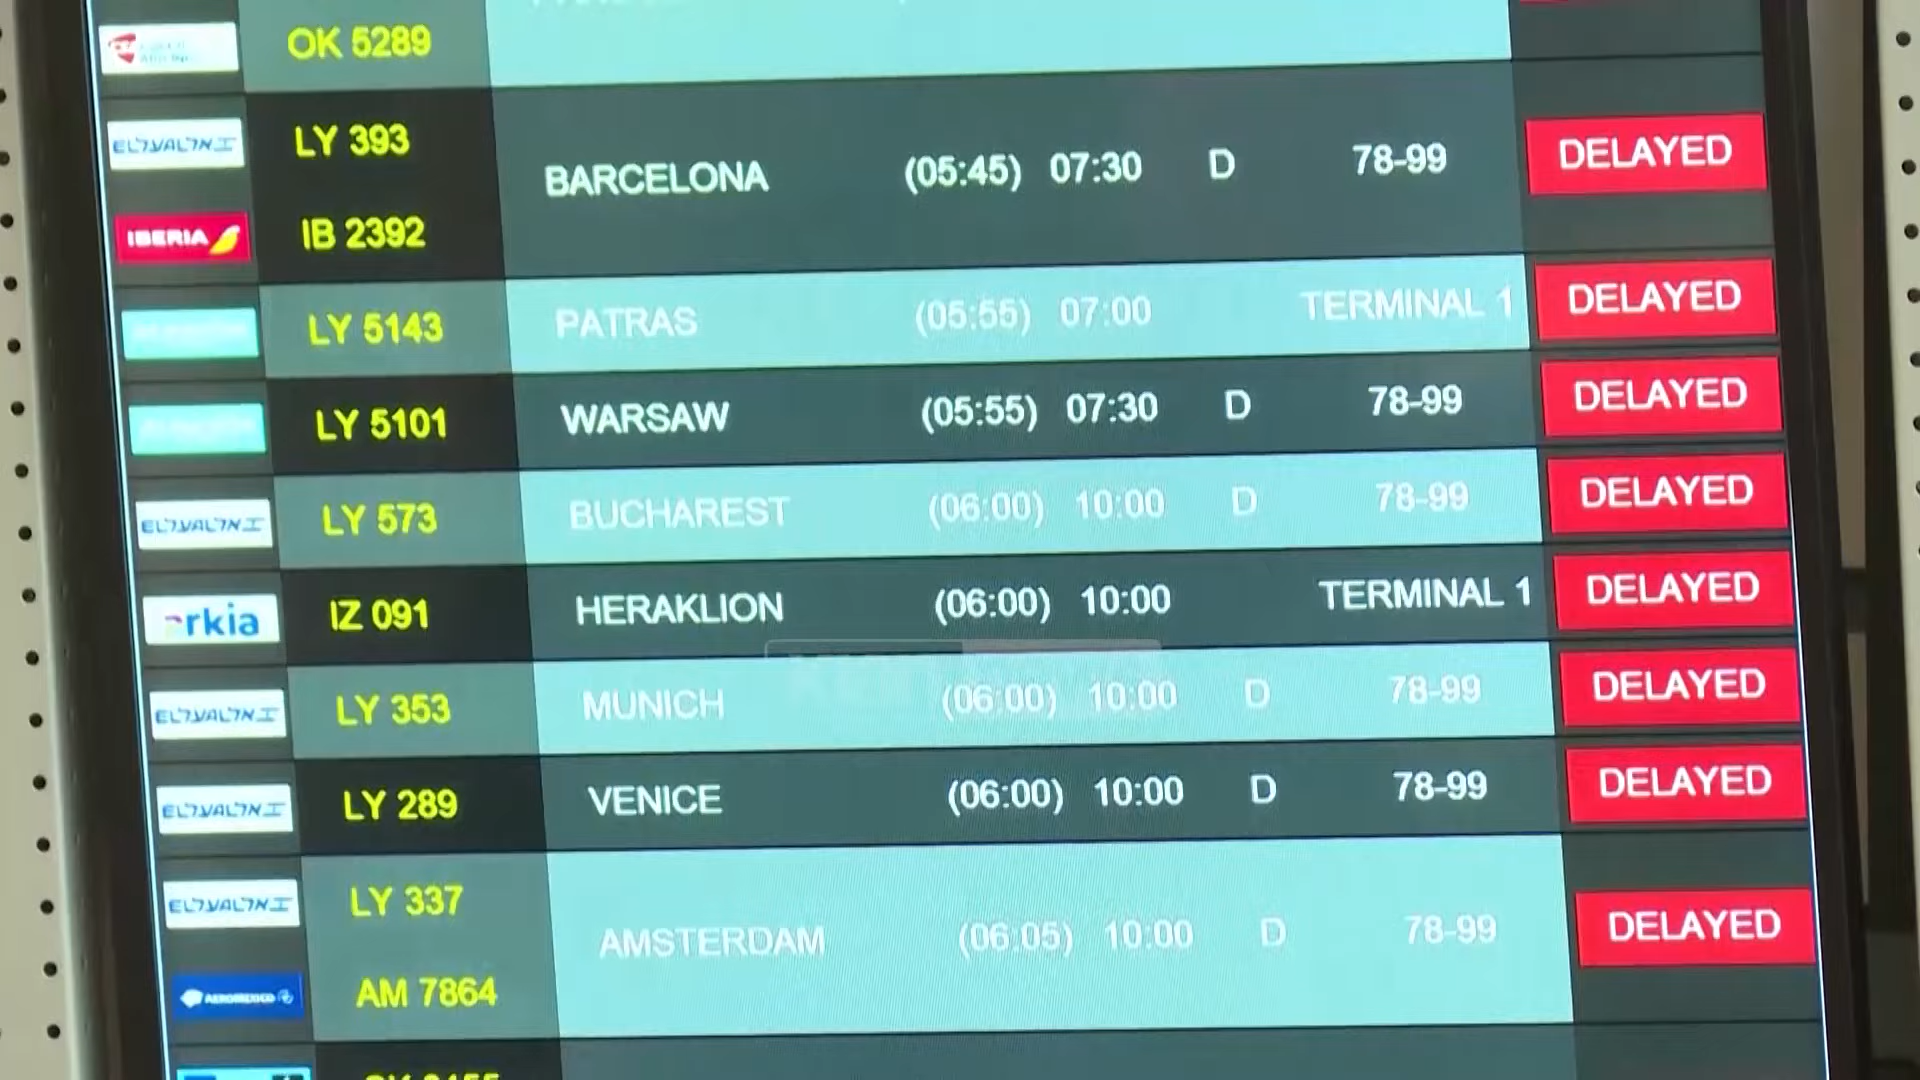 OK 5289
LY 393
IB 2392
BARCELONA (05:45) 07:30 D 78-99 DELAYED
IBERIA
LY 5143 PATRAS (05:55) 07:00 TERMINAL 1 DELAYED
LY 5101 WARSAW (05:55) 07:30 D 78-99 DELAYED
LY 573 BUCHAREST (06:00) 10:00 D 78-99 DELAYED
arkia IZ 091 HERAKLION (06:00) 10:00 TERMINAL 1 DELAYED
LY 353 MUNICH (06:00) 10:00 D 78-99 DELAYED
LY 289 VENICE (06:00) 10:00 D 78-99 DELAYED
LY 337
AM 7864
AMSTERDAM (06:05) 10:00 D 78-99 DELAYED
AEROMEXICO